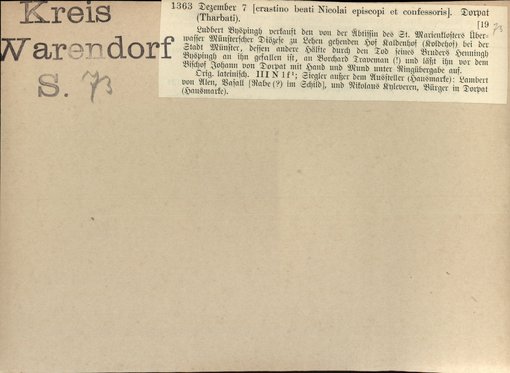 Kreis
Warendorf
S. 73
1363 Dezember 7 [crastino beati Nicolai episcopi et confessoris]. Dorpat
(Tharbati). [19
73
Lubbert Byspingh verkauft den von der Äbtissin des St. Marienklosters Über-
wasser Münsterscher Diözese zu Lehen gehenden Hof Kaldenhof (Koldehof) bei der
Stadt Münster, dessen andere Hälfte durch den Tod seines Bruders Henningh
Byspingh an ihn gefallen ist, an Borchard Traveman (!) und läßt ihn vor dem
Bischof Johann von Dorpat mit Hand und Mund unter Ringübergabe auf.
Orig. lateinisch. III N 1f¹; Siegler außer dem Aussteller (Hausmarke): Lambert
von Alen, Vasall [Rabe (?) im Schild], und Nikolaus Kyleveren, Bürger in Dorpat
(Hausmarke).